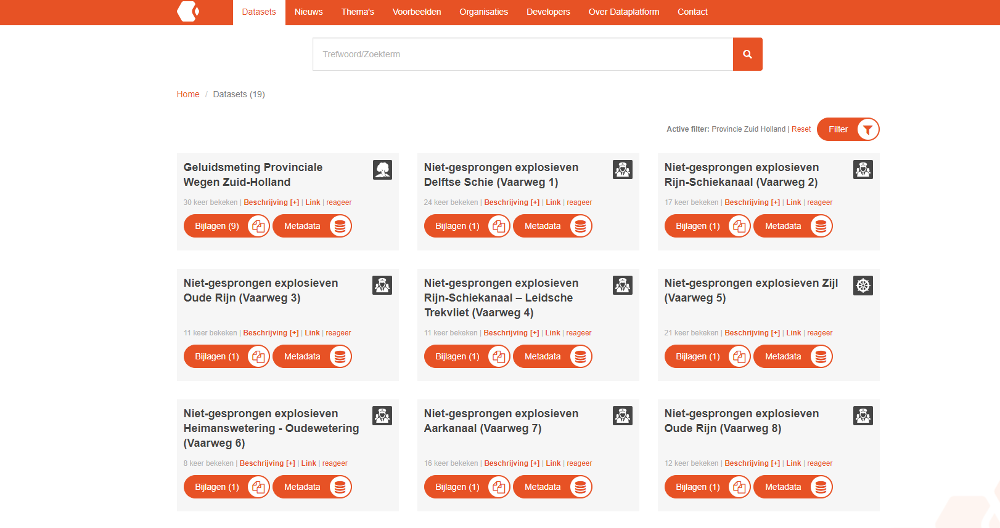 Datasets Nieuws Thema's Voorbeelden Organisaties Developers Over Dataplatform Contact
Trefwoord/Zoekterm
Home / Datasets (19)
Active filter: Provincie Zuid Holland | Reset Filter
Geluidsmeting Provinciale
Wegen Zuid-Holland
30 keer bekeken | Beschrijving [+] | Link | reageer
Bijlagen (9) Metadata
Niet-gesprongen explosieven
Delftse Schie (Vaarweg 1)
24 keer bekeken | Beschrijving [+] | Link | reageer
Bijlagen (1) Metadata
Niet-gesprongen explosieven
Rijn-Schiekanaal (Vaarweg 2)
17 keer bekeken | Beschrijving [+] | Link | reageer
Bijlagen (1) Metadata
Niet-gesprongen explosieven
Oude Rijn (Vaarweg 3)
11 keer bekeken | Beschrijving [+] | Link | reageer
Bijlagen (1) Metadata
Niet-gesprongen explosieven
Rijn-Schiekanaal – Leidsche
Trekvliet (Vaarweg 4)
11 keer bekeken | Beschrijving [+] | Link | reageer
Bijlagen (1) Metadata
Niet-gesprongen explosieven Zijl
(Vaarweg 5)
21 keer bekeken | Beschrijving [+] | Link | reageer
Bijlagen (1) Metadata
Niet-gesprongen explosieven
Heimanswetering - Oudewetering
(Vaarweg 6)
8 keer bekeken | Beschrijving [+] | Link | reageer
Bijlagen (1) Metadata
Niet-gesprongen explosieven
Aarkanaal (Vaarweg 7)
16 keer bekeken | Beschrijving [+] | Link | reageer
Bijlagen (1) Metadata
Niet-gesprongen explosieven
Oude Rijn (Vaarweg 8)
12 keer bekeken | Beschrijving [+] | Link | reageer
Bijlagen (1) Metadata